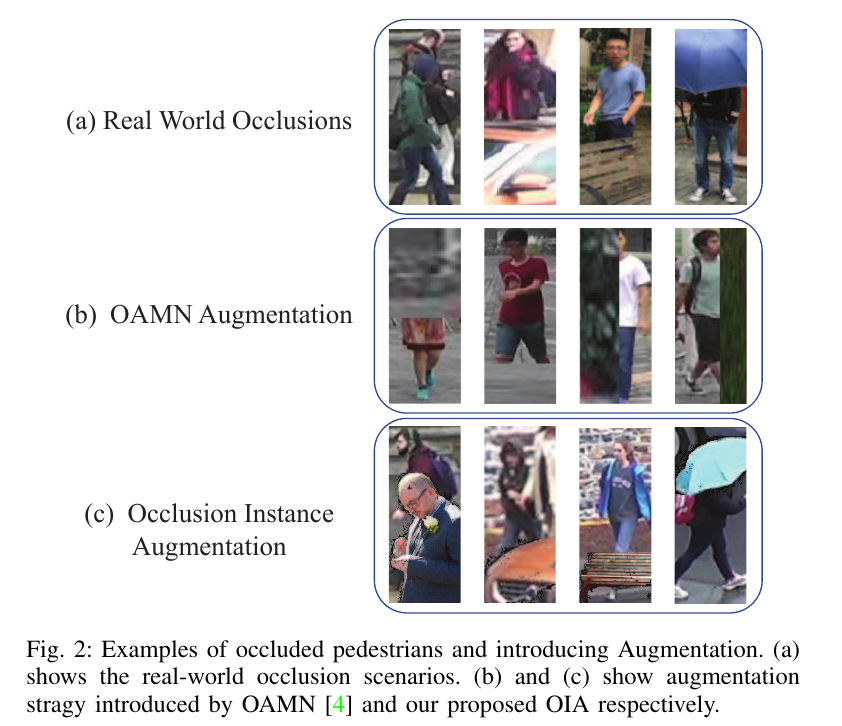 (a) Real World Occlusions
(b) OAMN Augmentation
(c) Occlusion Instance
Augmentation
Fig. 2: Examples of occluded pedestrians and introducing Augmentation. (a)
shows the real-world occlusion scenarios. (b) and (c) show augmentation
stragy introduced by OAMN [4] and our proposed OIA respectively.